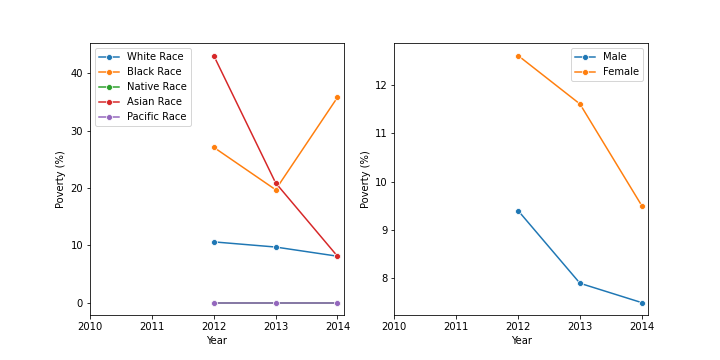 White Race
Black Race
Native Race
Asian Race
Pacific Race
40
30
20
10
0
Poverty (%)
2010 2011 2012 2013 2014
Year
Male
Female
12
11
10
9
8
Poverty (%)
2010 2011 2012 2013 2014
Year